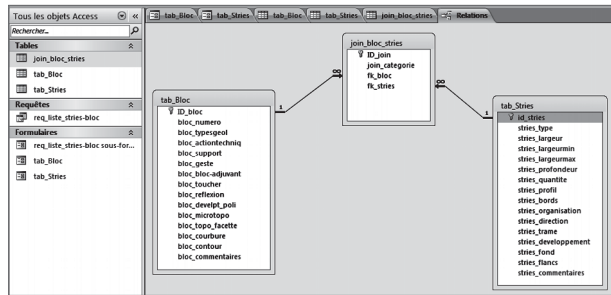 Tous les objets Access
Rechercher...
Tables
join_bloc_stries
tab_Bloc
tab_Stries
Requêtes
req_liste_stries-bloc
Formulaires
req_liste_stries-bloc sous-for...
tab_Bloc
tab_Stries
tab_Bloc tab_Stries tab_Bloc tab_Stries join_bloc_stries Relations
tab_Bloc
ID_bloc
bloc_numero
bloc_typesgeol
bloc_actiontechniq
bloc_support
bloc_geste
bloc_bloc-adjuvant
bloc_toucher
bloc_reflexion
bloc_develpt_poli
bloc_microtopo
bloc_topo_facette
bloc_courbure
bloc_contour
bloc_commentaires
1
join_bloc_stries
ID_join
join_categorie
fk_bloc
fk_stries
∞
∞
1
tab_Stries
id_stries
stries_type
stries_largeur
stries_largeurmin
stries_largeurmax
stries_profondeur
stries_quantite
stries_profil
stries_bords
stries_organisation
stries_direction
stries_trame
stries_developpement
stries_fond
stries_flancs
stries_commentaires